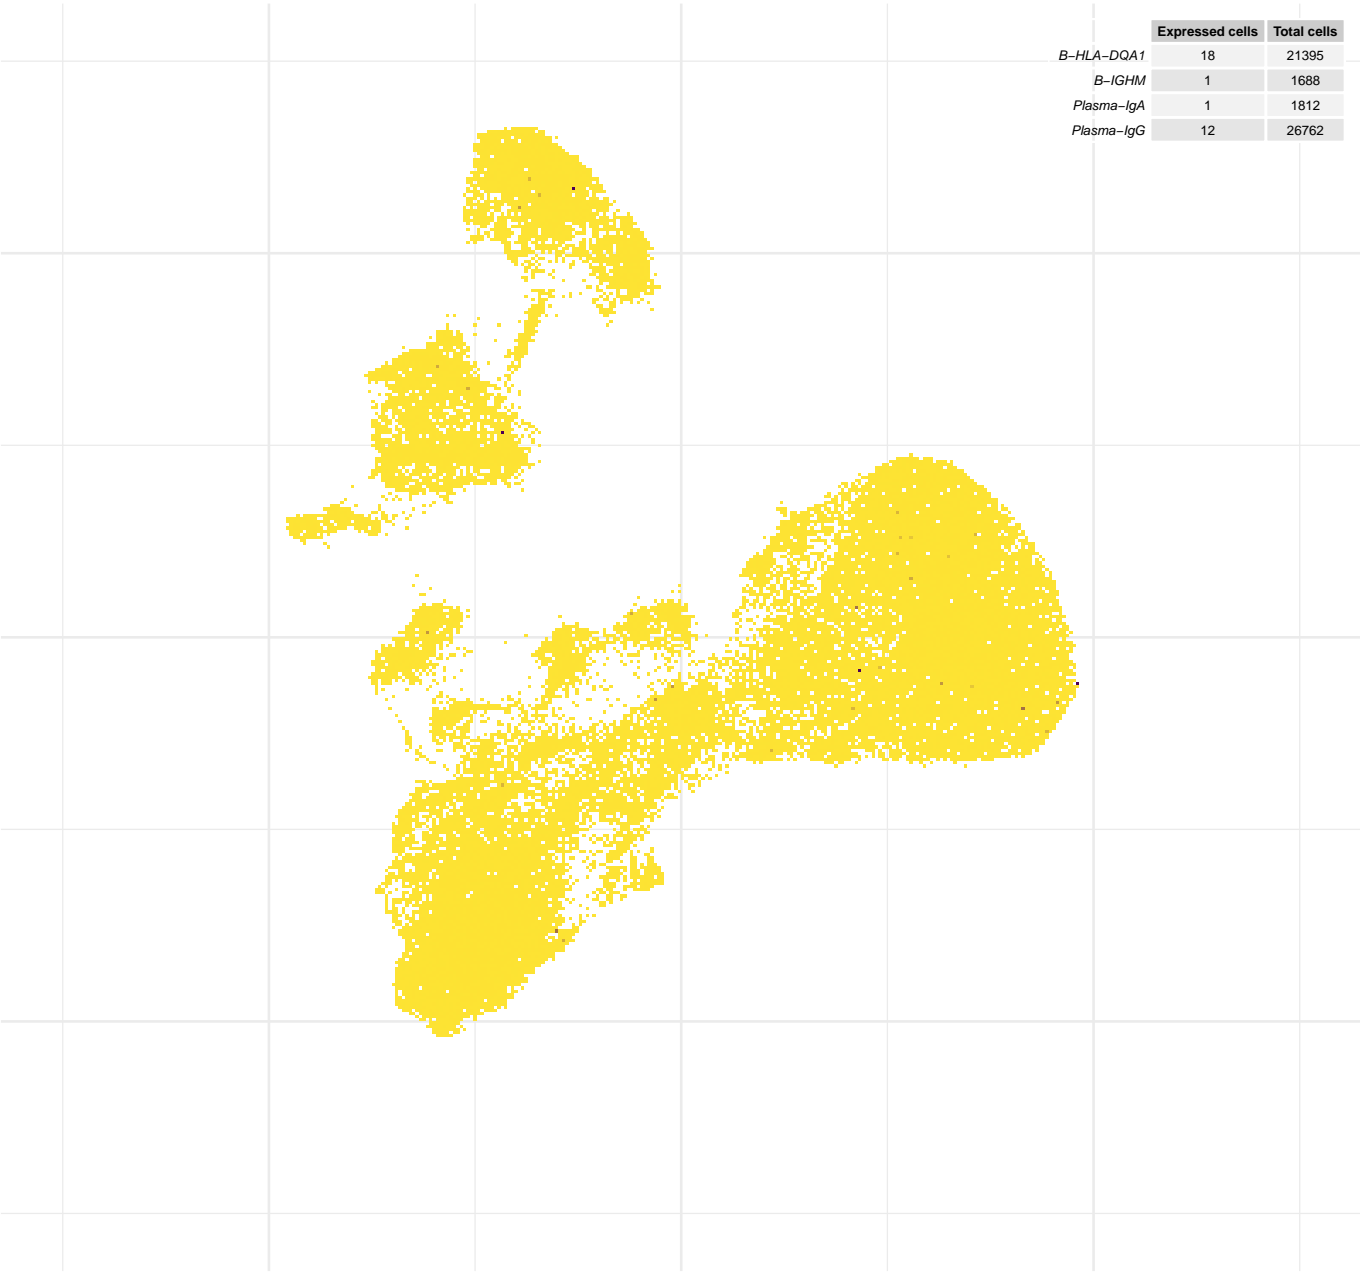 Expressed cells Total cells
B−HLA−DQA1 18 21395
B−IGHM 1 1688
Plasma−IgA 1 1812
Plasma−IgG 12 26762